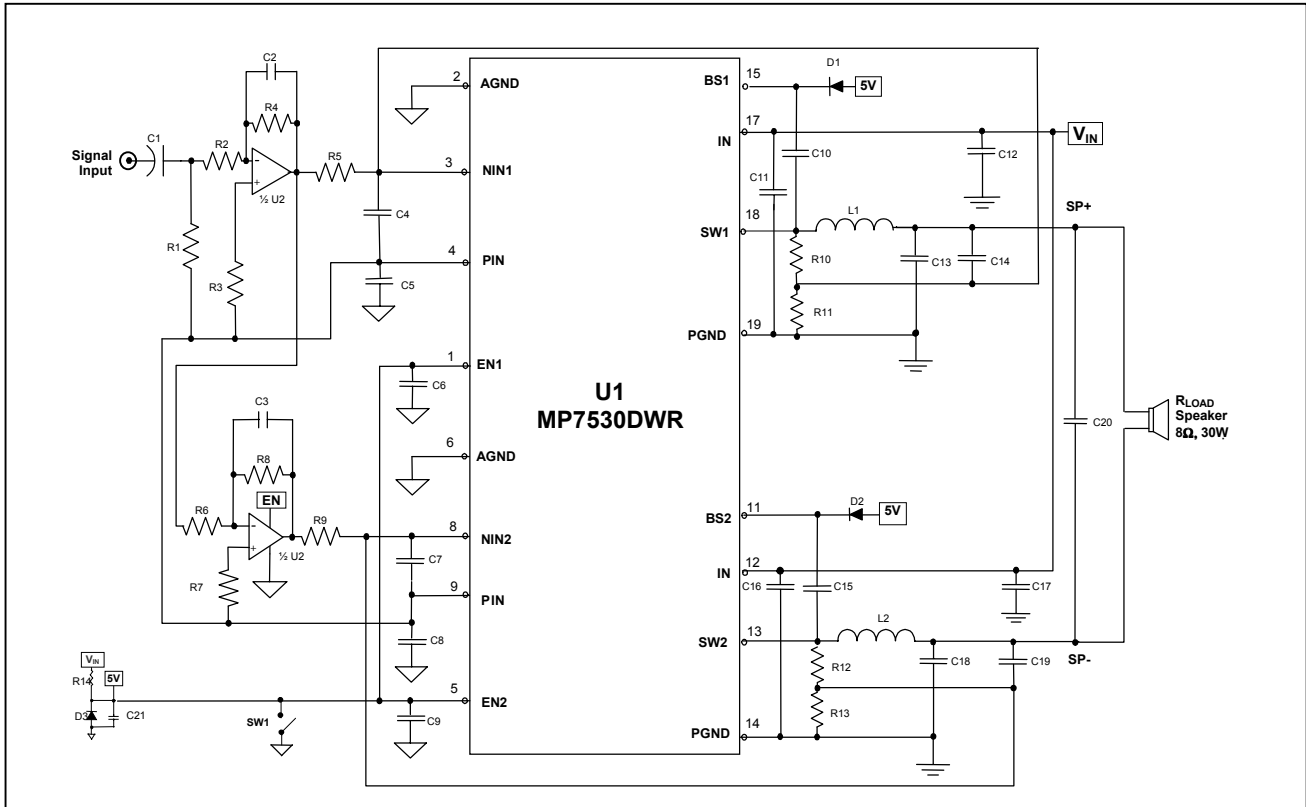 C2
R4
C1
R2
Signal
Input
-
+
½ U2
R5
R1
R3
C4
C5
2
AGND
3
NIN1
4
PIN
1
EN1
C6
6
AGND
8
NIN2
9
PIN
5
EN2
C3
R8
EN
R6
-
+
½ U2
R9
R7
C7
C8
C9
VIN
R14
5V
D3
C21
SW1
U1
MP7530DWR
BS1
15
D1
5V
IN
17
VIN
C10
C12
C11
SW1
18
L1
SP+
R10
C13
C14
R11
PGND
19
RLOAD
Speaker
8Ω, 30W
C20
BS2
11
D2
5V
IN
12
C16
C15
C17
SW2
13
L2
SP-
R12
C18
C19
R13
PGND
14